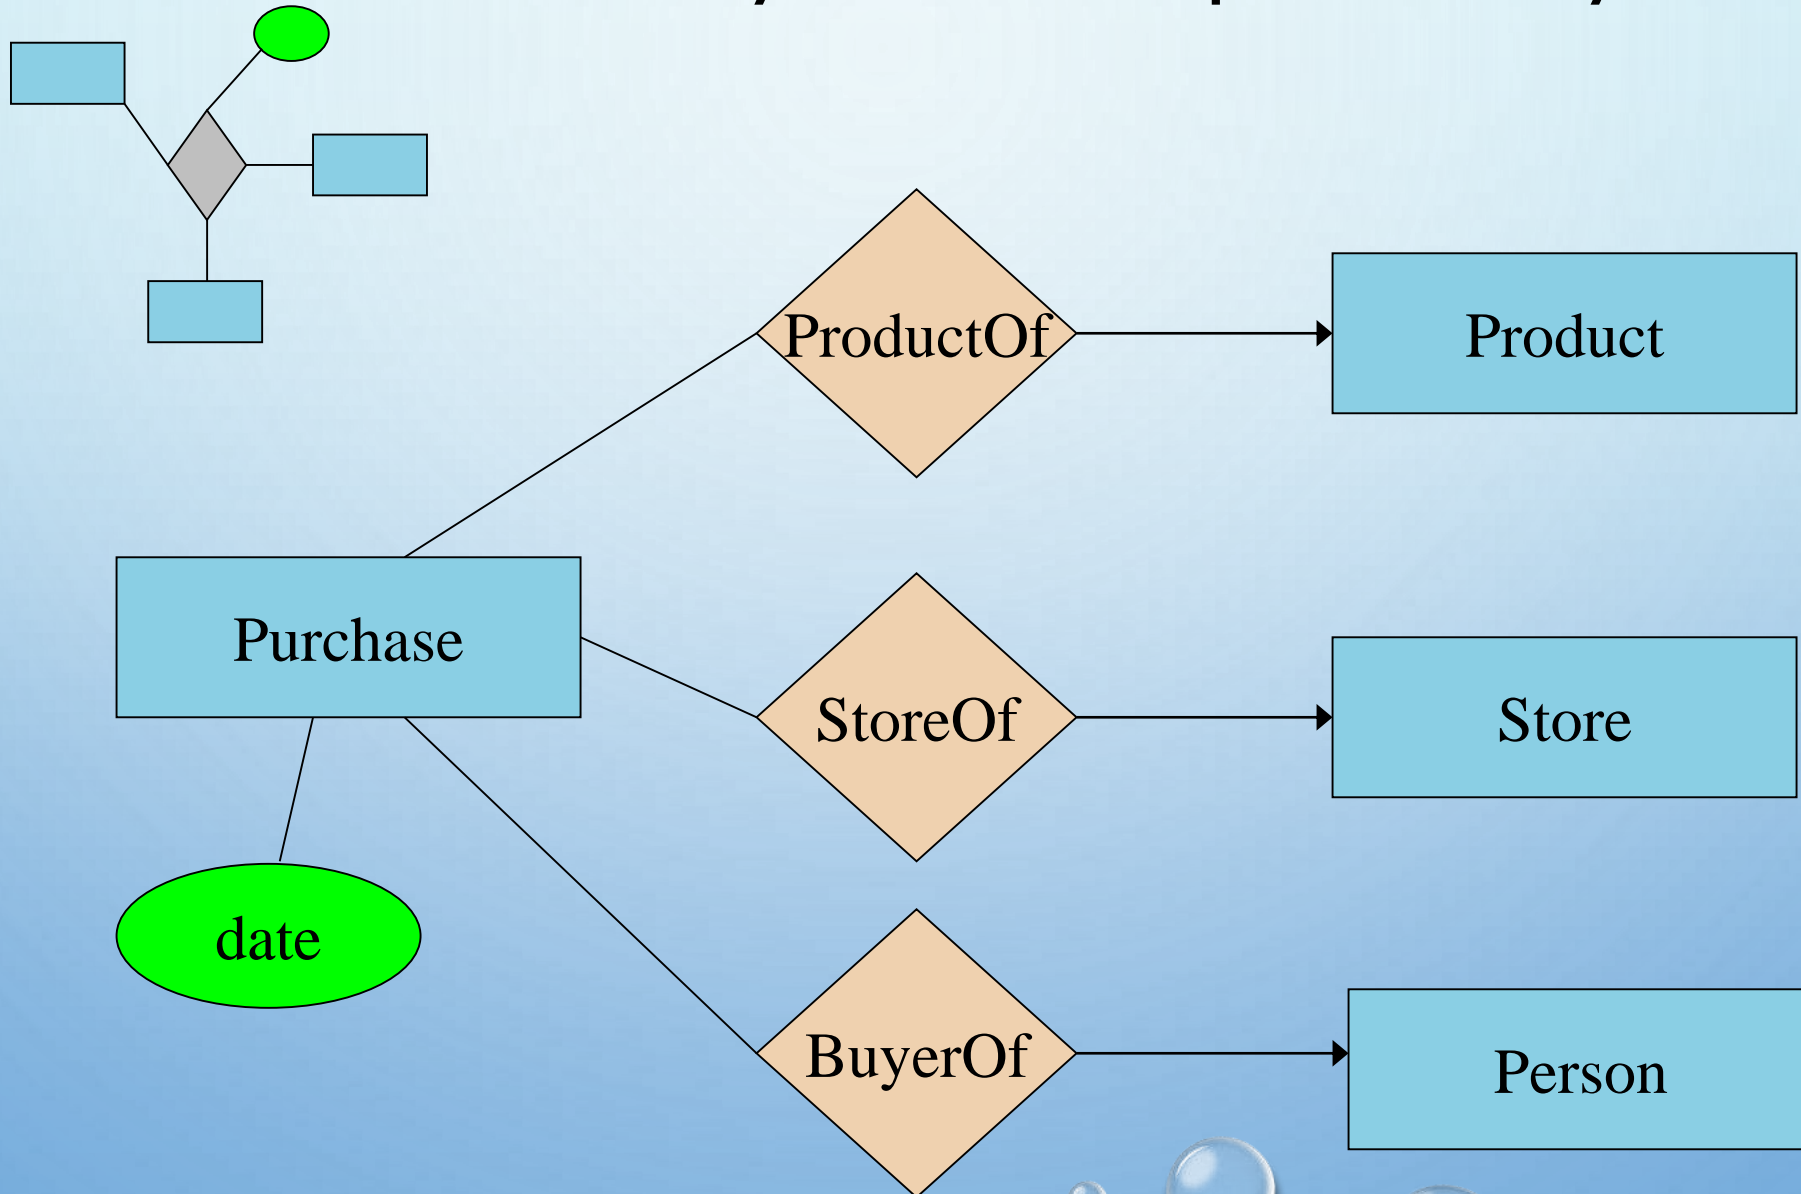 ProductOf
Product
Purchase
StoreOf
Store
date
BuyerOf
Person